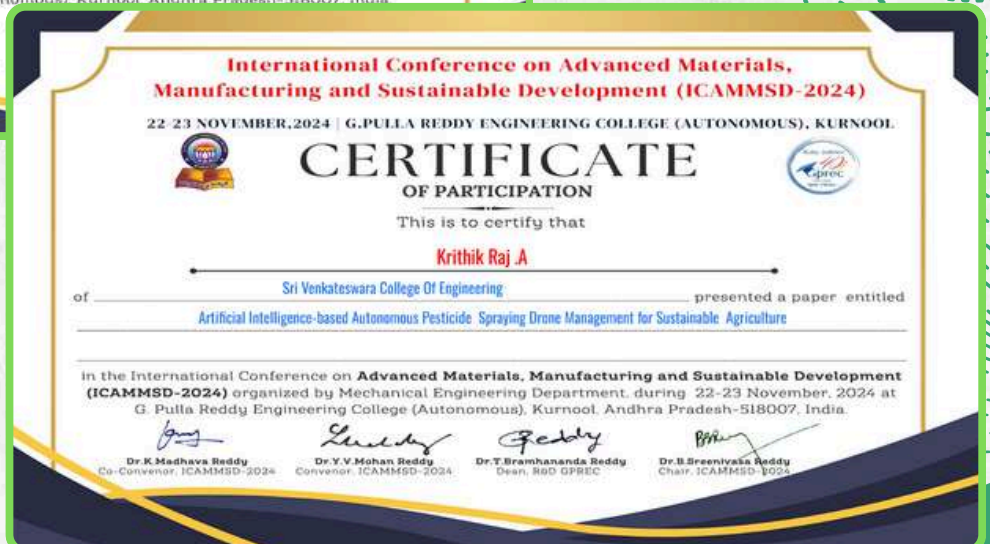 International Conference on Advanced Materials,
Manufacturing and Sustainable Development (ICAMMSD-2024)
22-23 NOVEMBER,2024 | G.PULLA REDDY ENGINEERING COLLEGE (AUTONOMOUS), KURNOOL
CERTIFICATE
Gprec
OF PARTICIPATION
This is to certify that
Krithik Raj .A
of Sri Venkateswara College Of Engineering presented a paper entitled
Artificial Intelligence-based Autonomous Pesticide Spraying Drone Management for Sustainable Agriculture
in the International Conference on Advanced Materials, Manufacturing and Sustainable Development
(ICAMMSD-2024) organized by Mechanical Engineering Department, during 22-23 November, 2024 at
G. Pulla Reddy Engineering College (Autonomous), Kurnool, Andhra Pradesh-518007, India.
Dr.K.Madhava Reddy Dr.Y.V.Mohan Reddy Dr.T.Bramhananda Reddy Dr.B.Sreenivasa Reddy
Co-Convenor, ICAMMSD-2024 Convenor, ICAMMSD-2024 Dean, R&D GPREC Chair, ICAMMSD-2024